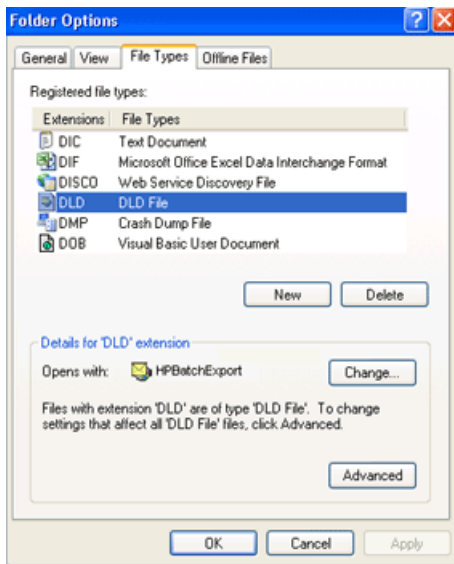 Folder Options
General View File Types Offline Files
Registered file types:
Extensions File Types
DIC Text Document
DIF Microsoft Office Excel Data Interchange Format
DISCO Web Service Discovery File
DLD DLD File
DMP Crash Dump File
DOB Visual Basic User Document
New Delete
Details for 'DLD' extension
Opens with: HPBatchExport Change...
Files with extension 'DLD' are of type 'DLD File'. To change
settings that affect all 'DLD File' files, click Advanced.
Advanced
OK Cancel Apply